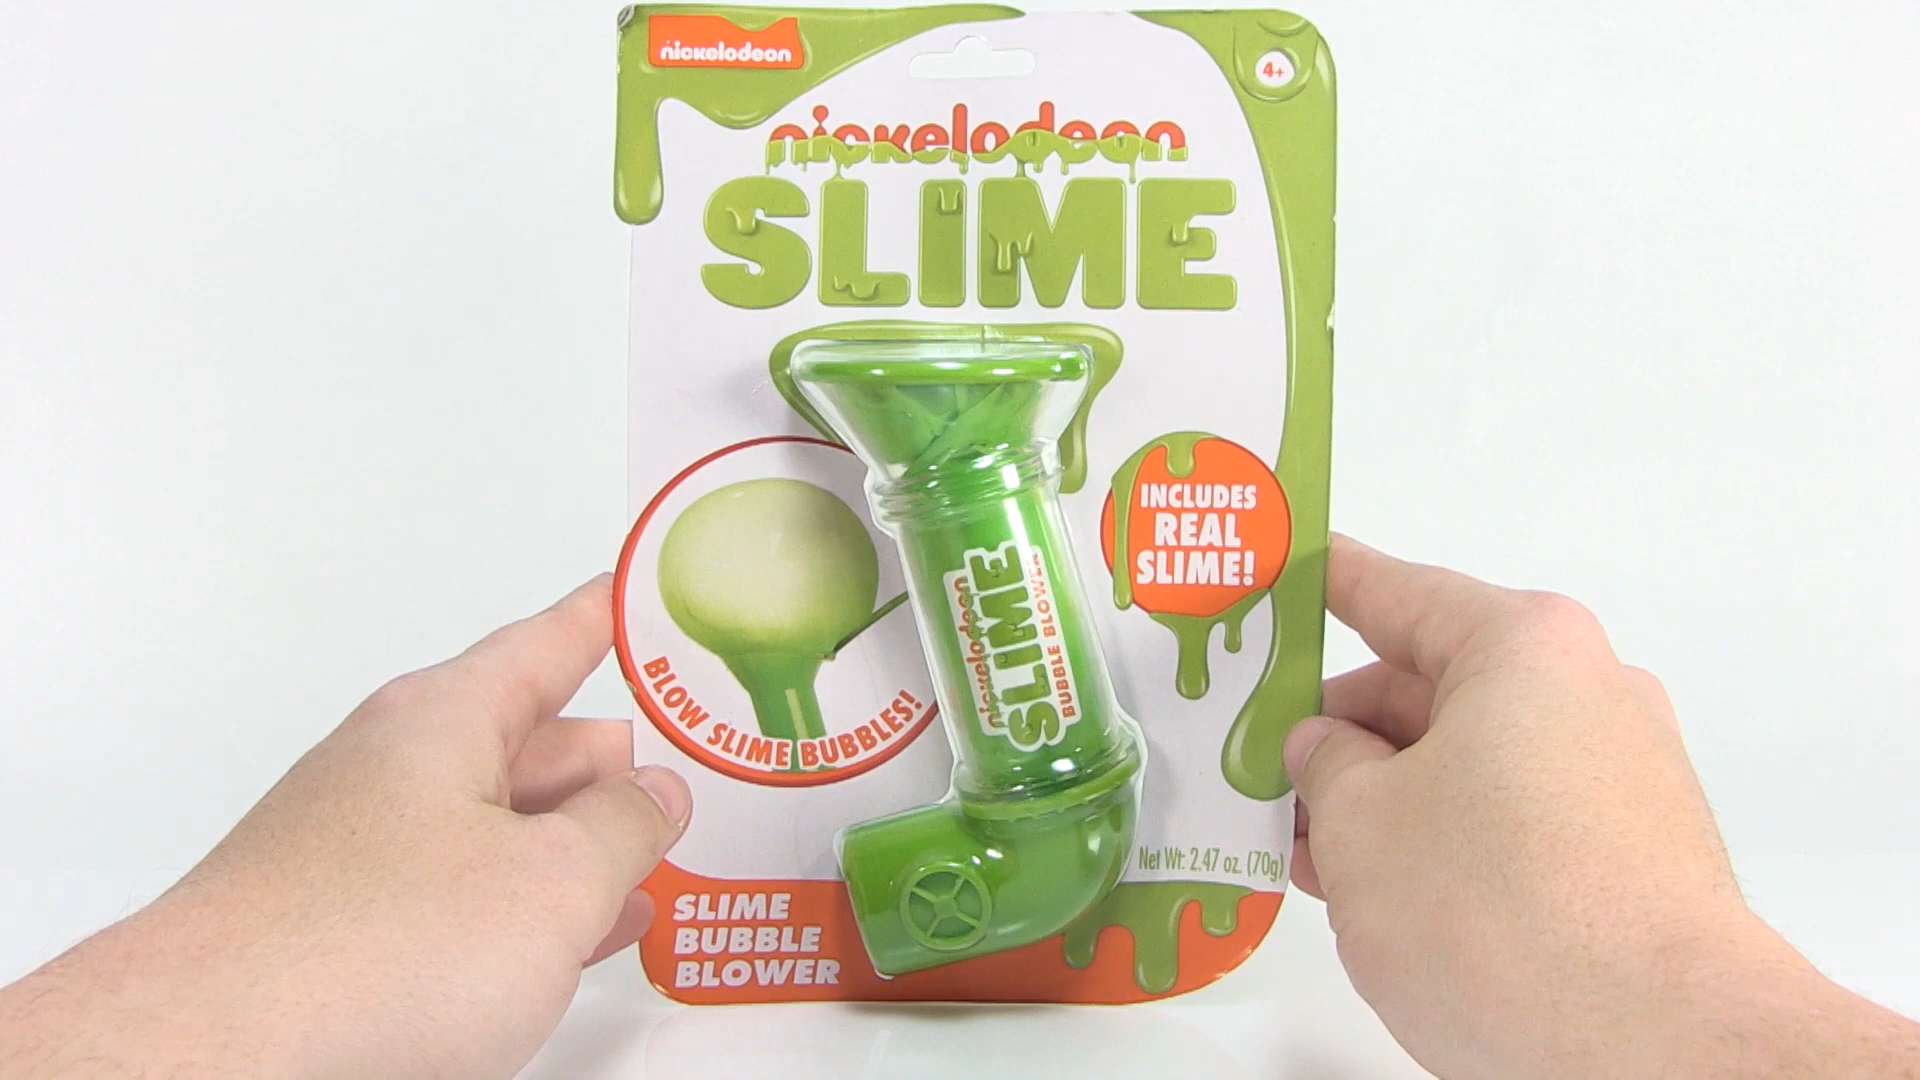 nickelodeon
4+
nickelodeon
SLIME
INCLUDES
REAL
SLIME!
nickelodeon
SLIME
BUBBLE BLOWER
BLOW SLIME BUBBLES!
Net Wt. 2.47 oz. (70g)
SLIME
BUBBLE
BLOWER